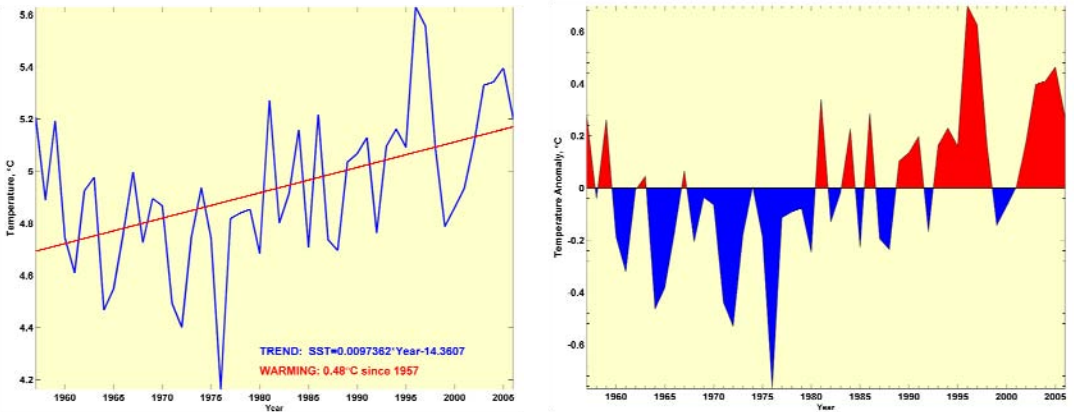 5.6
5.4
5.2
5
4.8
4.6
4.4
4.2
Temperature, °C
TREND: SST=0.0097362*Year-14.3607
WARMING: 0.48°C since 1957
1960 1965 1970 1975 1980 1985 1990 1995 2000 2005
Year
0.6
0.4
0.2
0
-0.2
-0.4
-0.6
Temperature Anomaly, °C
1960 1965 1970 1975 1980 1985 1990 1995 2000 2005
Year